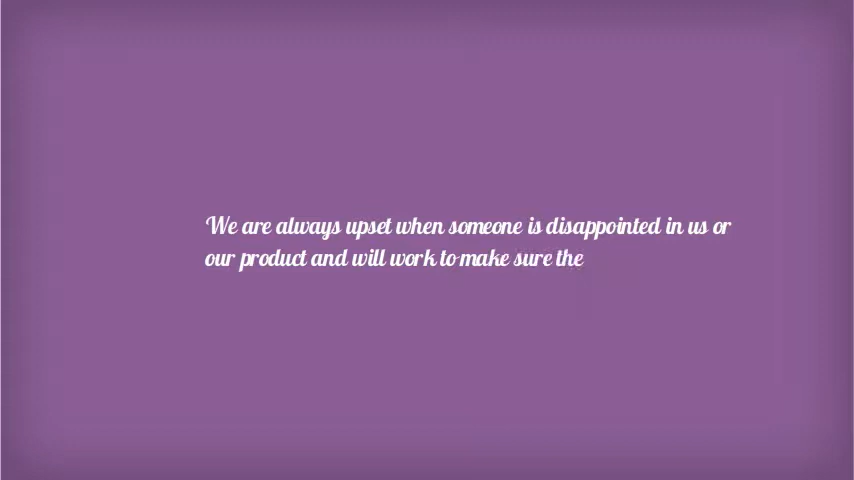 We are always upset when someone is disappointed in us or
our product and will work to make sure the